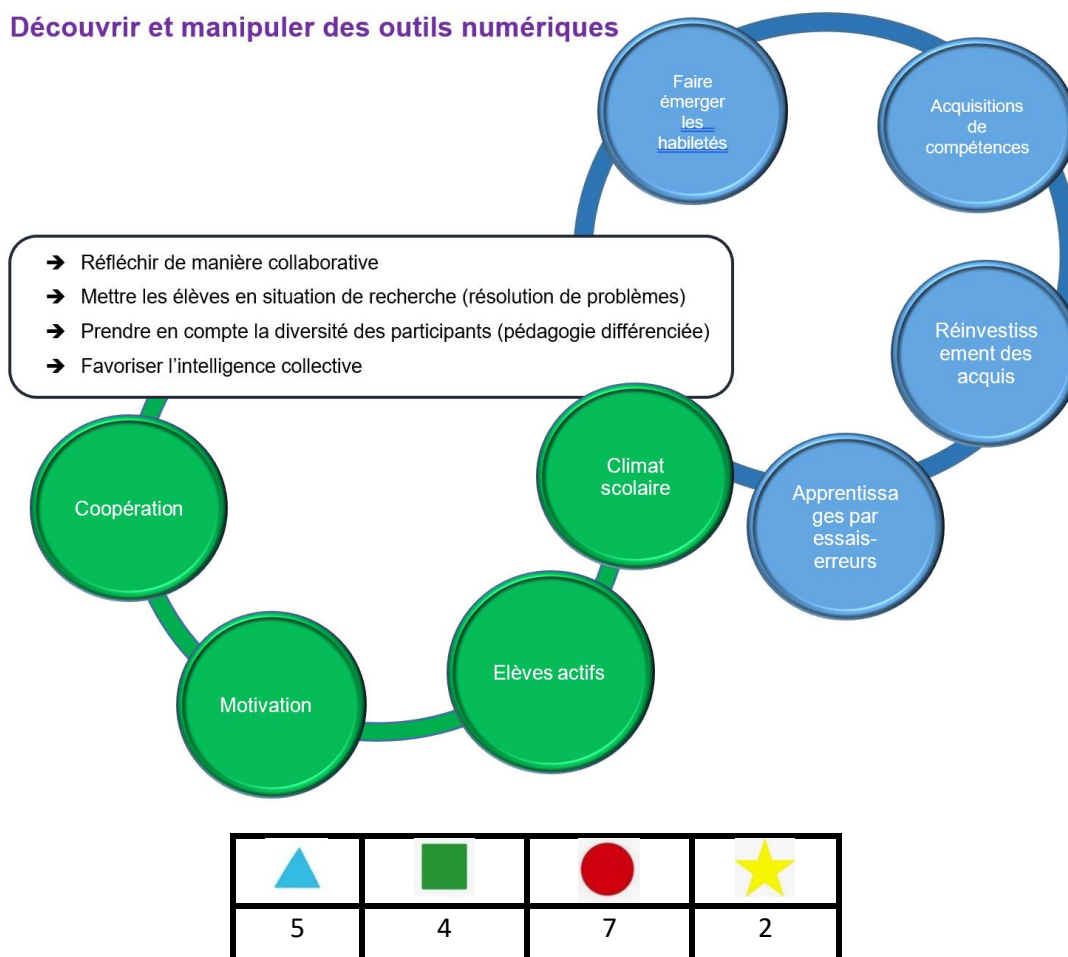 Découvrir et manipuler des outils numériques
Faire
émerger
les
habiletés
Acquisitions
de
compétences
➔ Réfléchir de manière collaborative
➔ Mettre les élèves en situation de recherche (résolution de problèmes)
➔ Prendre en compte la diversité des participants (pédagogie différenciée)
➔ Favoriser l’intelligence collective
Réinvestiss
ement des
acquis
Climat
scolaire
Apprentissa
ges par
essais-
erreurs
Coopération
Motivation
Elèves actifs
5 4 7 2